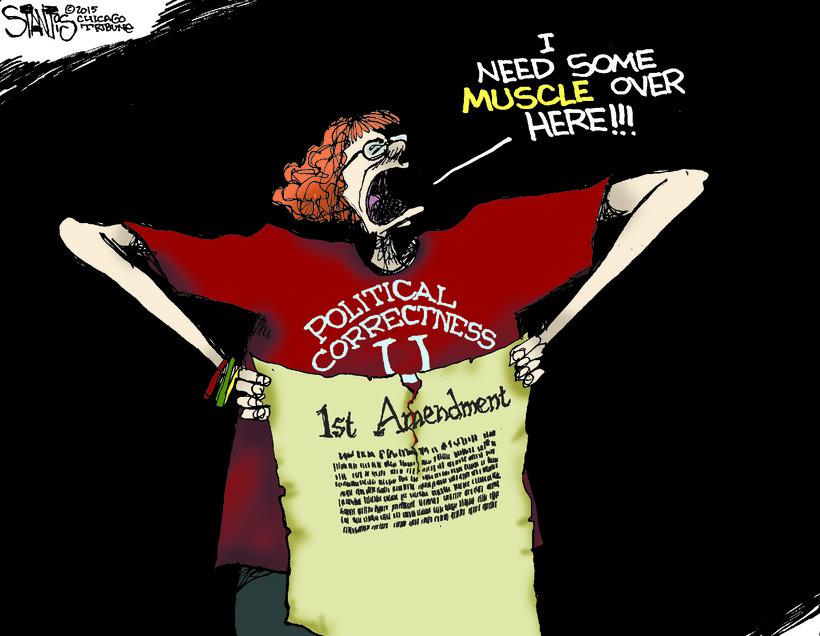 STANTIS
©2015
CHICAGO
TRIBUNE
I
NEED SOME
MUSCLE OVER
HERE!!!
POLITICAL
CORRECTNESS
U
1st Amendment